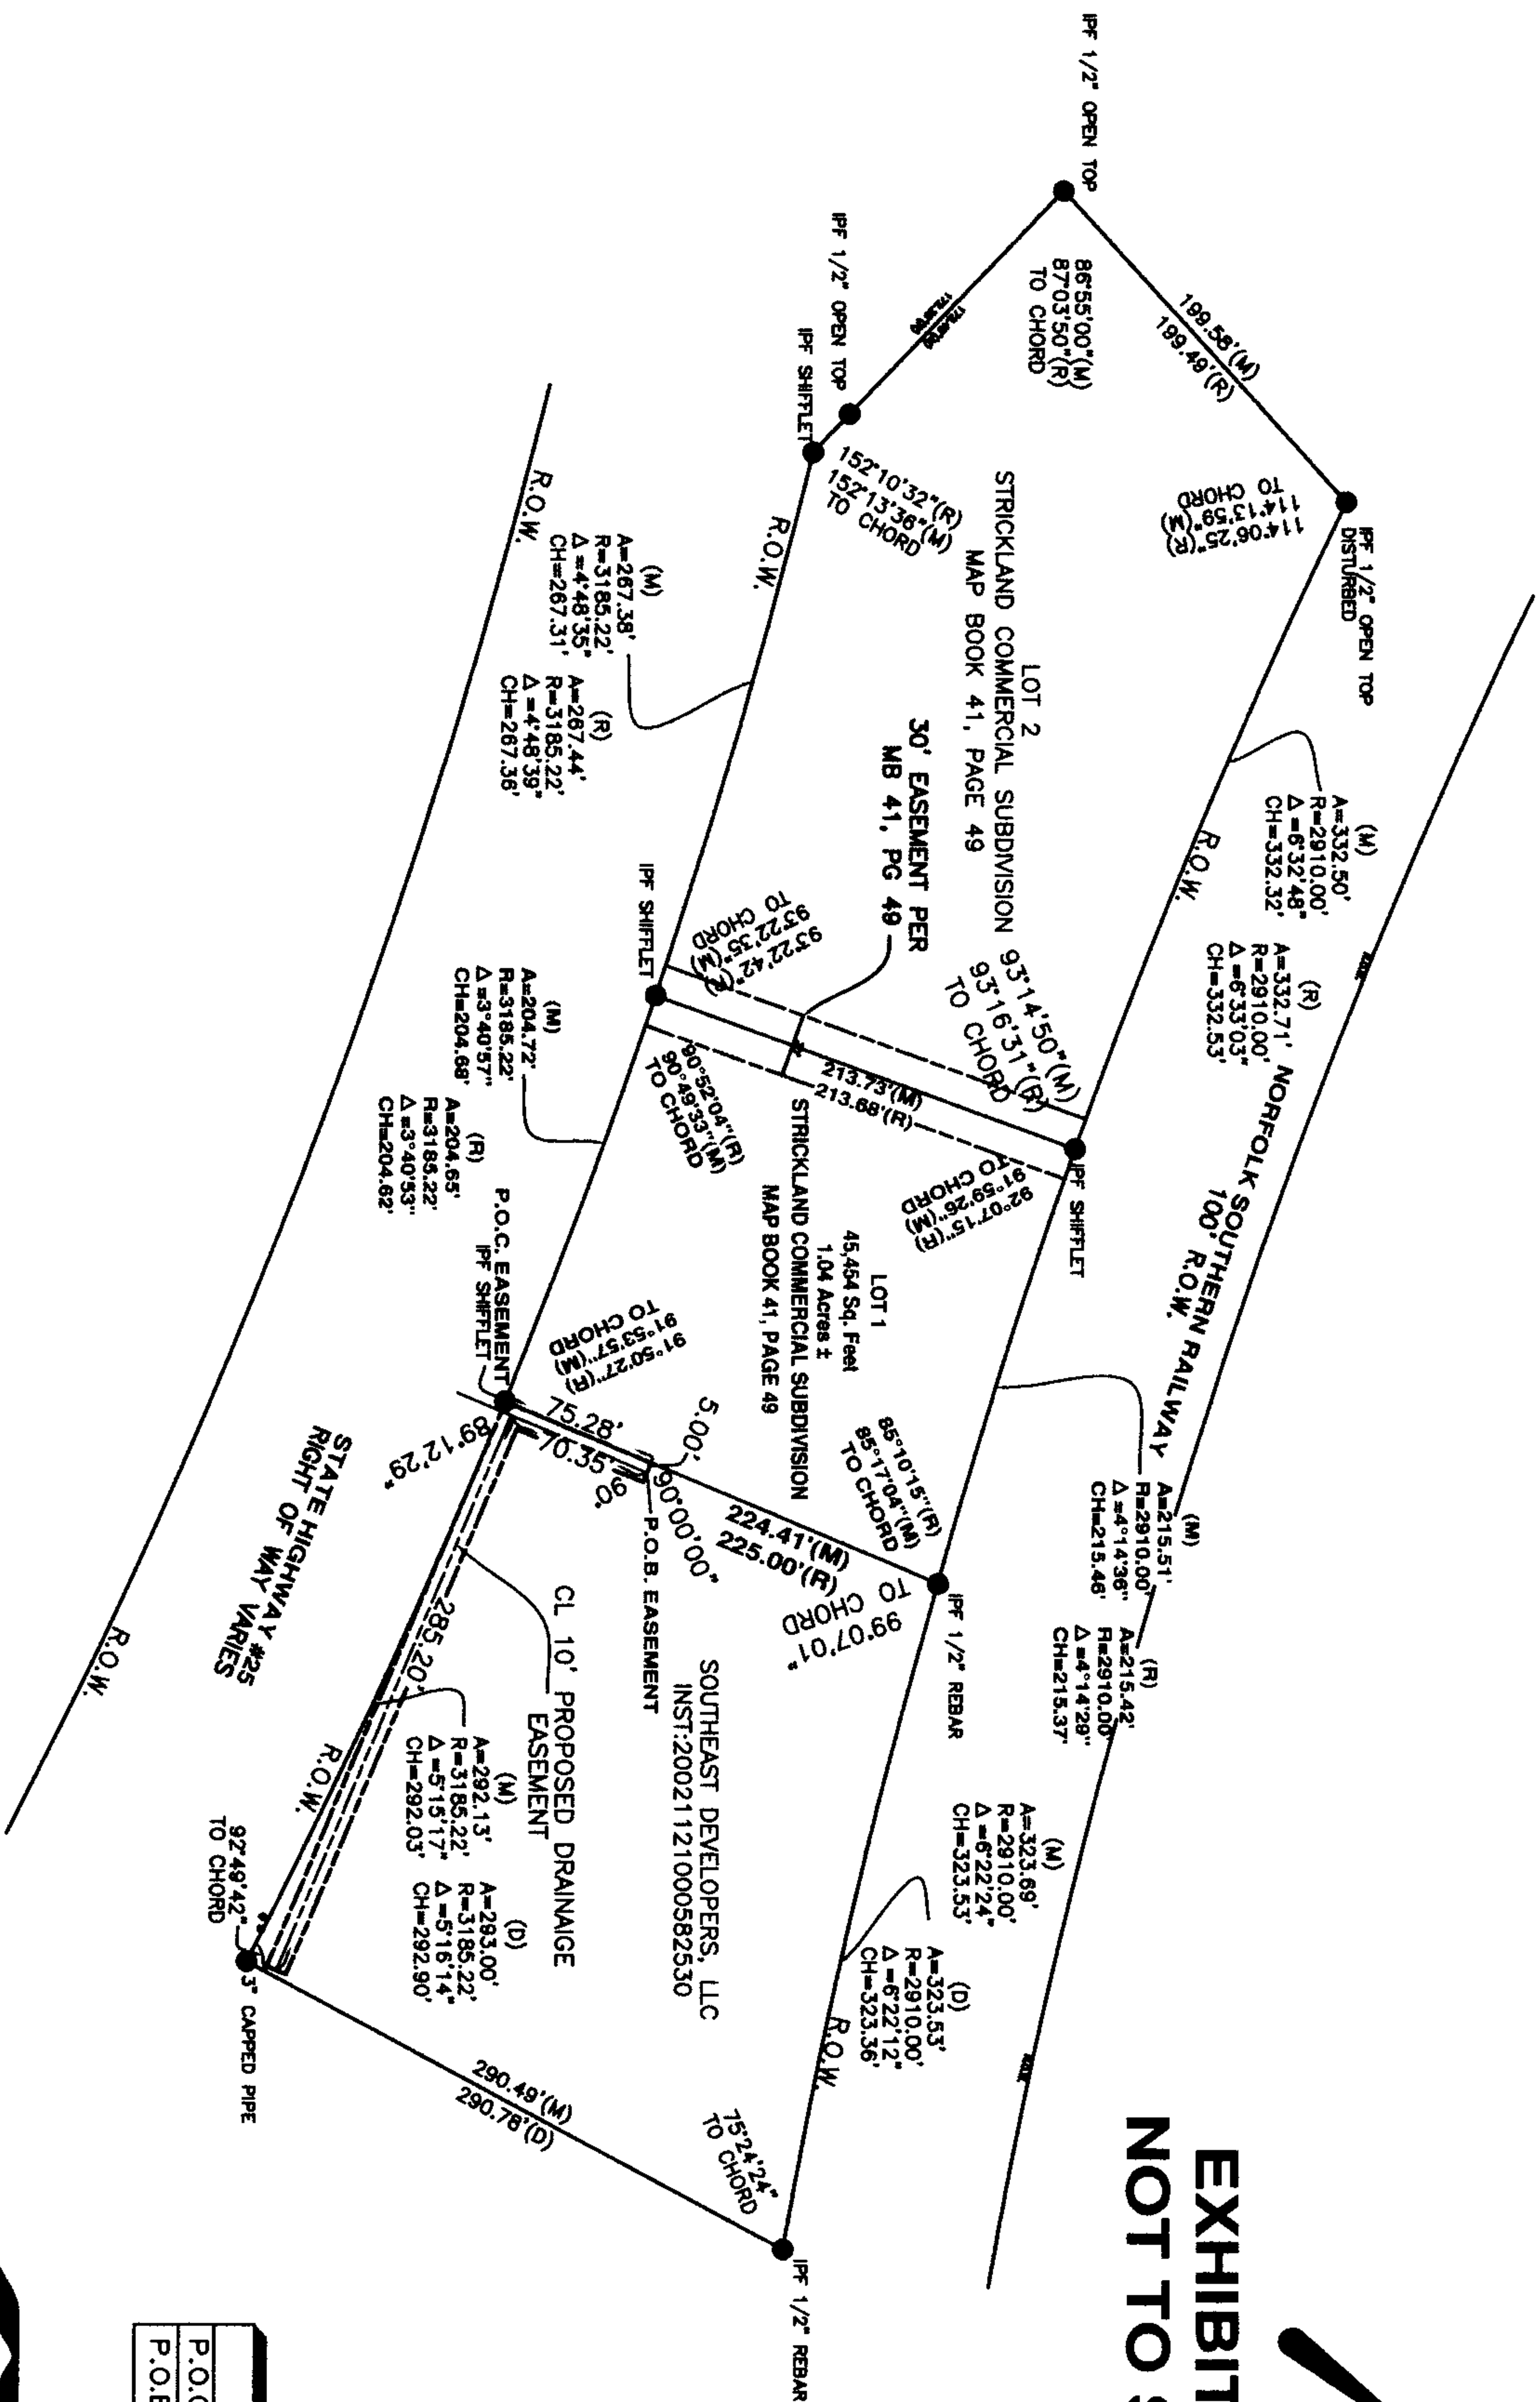 EXHIBIT
NOT TO
IPF 1/2" OPEN TOP
DISTURBED
199.58'(M)
199.49'(R)
114°06'25"(R)
114°13'59"(M)
TO CHORD
IPF 1/2" OPEN TOP
86°55'00"(M)
87°03'50"(R)
TO CHORD
IPF 1/2" OPEN TOP
IPF SHIFFLET
152°10'32"(R)
152°13'36"(M)
TO CHORD
LOT 2
STRICKLAND COMMERCIAL SUBDIVISION
MAP BOOK 41, PAGE 49
30' EASEMENT PER
MB 41, PG 49
(M)
A=332.50'
R=2910.00'
Δ=6°32'48"
CH=332.32'
(R)
A=332.71'
R=2910.00'
Δ=6°33'03"
CH=332.53'
R.O.W.
NORFOLK SOUTHERN RAILWAY
100' R.O.W.
93°14'50"(M)
93°16'31"(R)
TO CHORD
93°22'42"(R)
93°22'35"(M)
TO CHORD
213.73'(M)
213.68'(R)
IPF SHIFFLET
92°07'15"(R)
91°59'26"(M)
TO CHORD
IPF SHIFFLET
90°52'04"(R)
90°49'33"(M)
TO CHORD
R.O.W.
R.O.W.
(M)
A=267.38'
R=3185.22'
Δ=4°48'35"
CH=267.31'
(R)
A=267.44'
R=3185.22'
Δ=4°48'39"
CH=267.36'
(M)
A=204.72'
R=3185.22'
Δ=3°40'57"
CH=204.68'
(R)
A=204.65'
R=3185.22'
Δ=3°40'53"
CH=204.62'
LOT 1
45,454 Sq. Feet
1.04 Acres ±
STRICKLAND COMMERCIAL SUBDIVISION
MAP BOOK 41, PAGE 49
(M)
A=215.51'
R=2910.00'
Δ=4°14'36"
CH=215.46'
(R)
A=215.42'
R=2910.00'
Δ=4°14'29"
CH=215.37'
85°10'15"(R)
85°17'04"(M)
TO CHORD
P.O.C. EASEMENT
IPF SHIFFLET
91°50'27"(R)
91°53'57"(M)
TO CHORD
75.28'
70.35'
5.00'
90°
90°00'00"
P.O.B. EASEMENT
89°12'29"
224.41'(M)
225.00'(R)
99°07'01"
TO CHORD
IPF 1/2" REBAR
(M)
A=323.69'
R=2910.00'
Δ=6°22'24"
CH=323.53'
(D)
A=323.53'
R=2910.00'
Δ=6°22'12"
CH=323.36'
R.O.W.
SOUTHEAST DEVELOPERS, LLC
INST:20021121000582530
CL 10' PROPOSED DRAINAIGE
EASEMENT
285.20'
(M)
A=292.13'
R=3185.22'
Δ=5°15'17"
CH=292.03'
(D)
A=293.00'
R=3185.22'
Δ=5°16'14"
CH=292.90'
STATE HIGHWAY #25
RIGHT OF WAY VARIES
R.O.W.
R.O.W.
92°49'42"
TO CHORD
3" CAPPED PIPE
290.49'(M)
290.78'(D)
75°24'24"
TO CHORD
IPF 1/2" REBAR